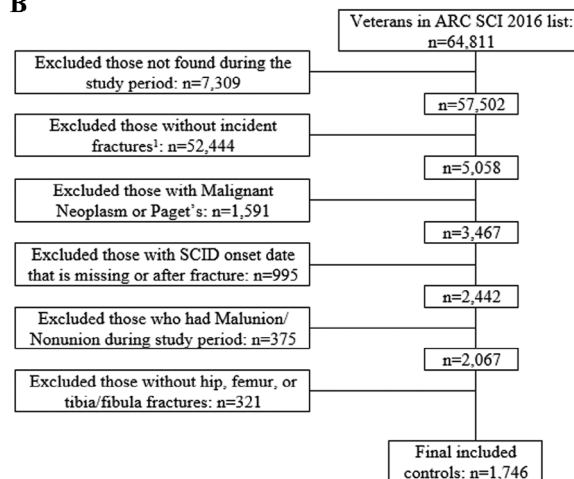 B
Veterans in ARC SCI 2016 list:
n=64,811
Excluded those not found during the
study period: n=7,309
n=57,502
Excluded those without incident
fractures¹: n=52,444
n=5,058
Excluded those with Malignant
Neoplasm or Paget's: n=1,591
n=3,467
Excluded those with SCID onset date
that is missing or after fracture: n=995
n=2,442
Excluded those who had Malunion/
Nonunion during study period: n=375
n=2,067
Excluded those without hip, femur, or
tibia/fibula fractures: n=321
Final included
controls: n=1,746